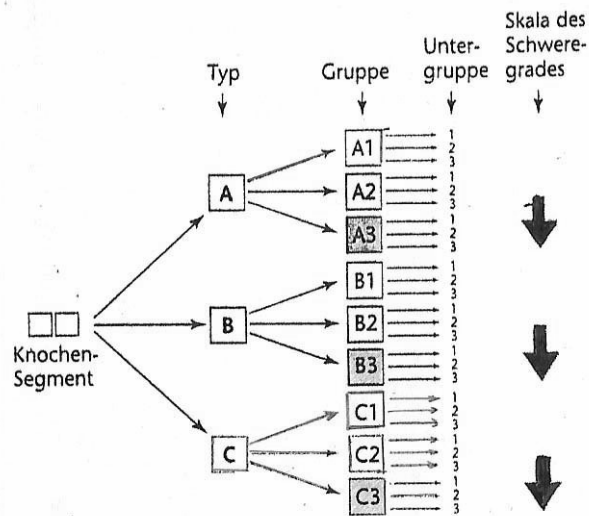 Typ
Gruppe
Unter-
gruppe
Skala des
Schwere-
grades
Knochen-
Segment
A
A1
1
2
3
A2
1
2
3
A3
1
2
3
B
B1
1
2
3
B2
1
2
3
B3
1
2
3
C
C1
1
2
3
C2
1
2
3
C3
1
2
3